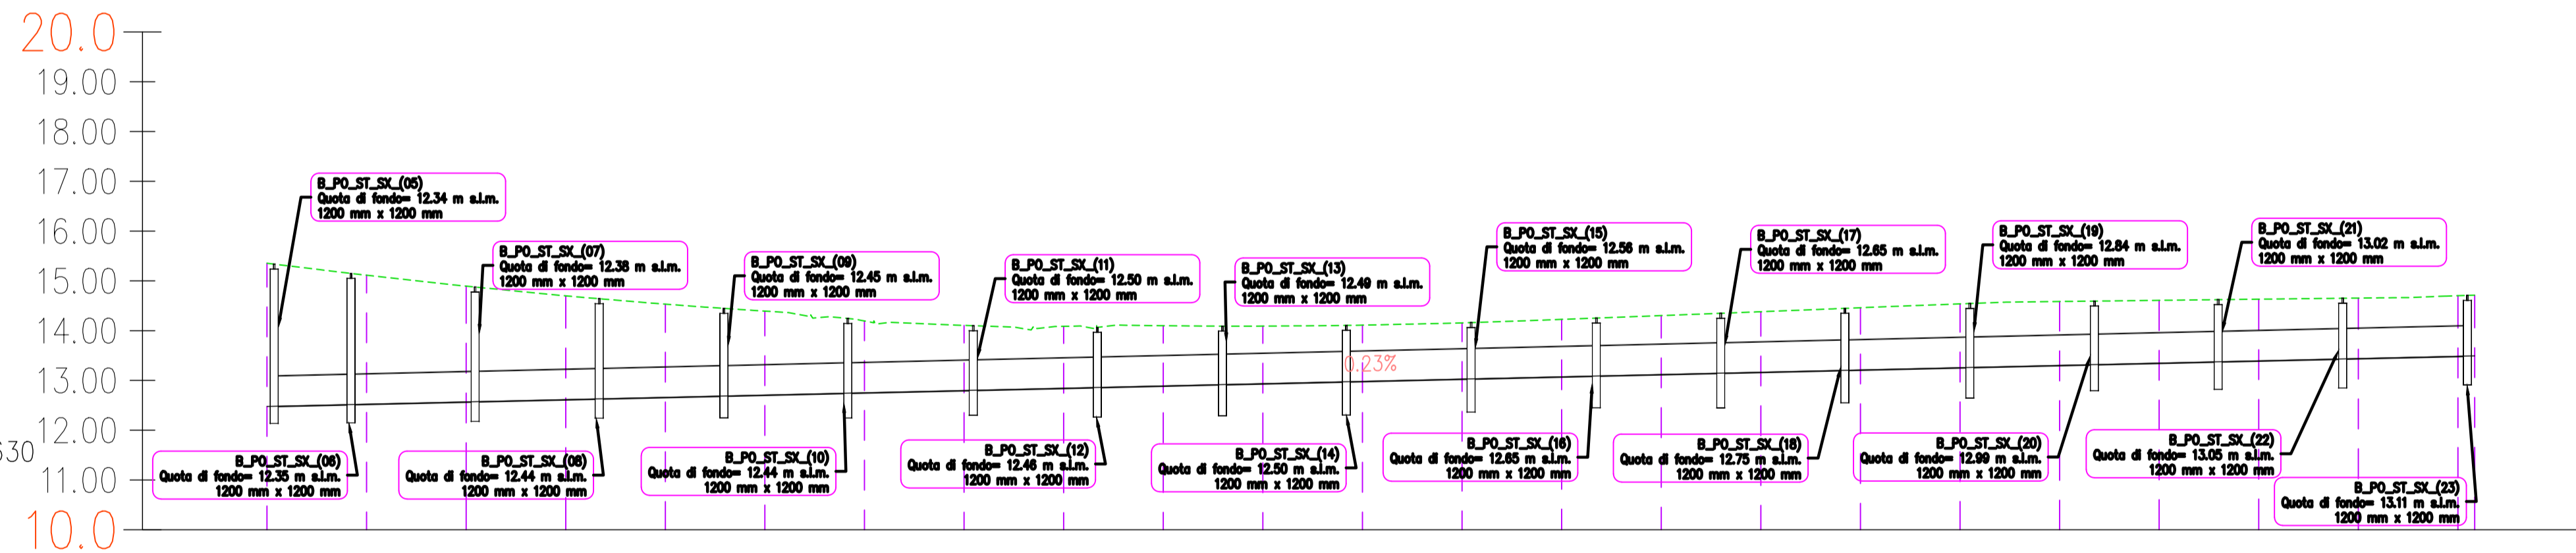 20.0
19.00
18.00
17.00
16.00
15.00
14.00
13.00
12.00
11.00
10.0
630
B_PO_ST_SX_(05)
Quota di fondo= 12.34 m s.l.m.
1200 mm x 1200 mm
B_PO_ST_SX_(07)
Quota di fondo= 12.38 m s.l.m.
1200 mm x 1200 mm
B_PO_ST_SX_(09)
Quota di fondo= 12.45 m s.l.m.
1200 mm x 1200 mm
B_PO_ST_SX_(11)
Quota di fondo= 12.50 m s.l.m.
1200 mm x 1200 mm
B_PO_ST_SX_(13)
Quota di fondo= 12.49 m s.l.m.
1200 mm x 1200 mm
B_PO_ST_SX_(15)
Quota di fondo= 12.56 m s.l.m.
1200 mm x 1200 mm
B_PO_ST_SX_(17)
Quota di fondo= 12.65 m s.l.m.
1200 mm x 1200 mm
B_PO_ST_SX_(19)
Quota di fondo= 12.84 m s.l.m.
1200 mm x 1200 mm
B_PO_ST_SX_(21)
Quota di fondo= 13.02 m s.l.m.
1200 mm x 1200 mm
0.23%
B_PO_ST_SX_(06)
Quota di fondo= 12.35 m s.l.m.
1200 mm x 1200 mm
B_PO_ST_SX_(08)
Quota di fondo= 12.44 m s.l.m.
1200 mm x 1200 mm
B_PO_ST_SX_(10)
Quota di fondo= 12.44 m s.l.m.
1200 mm x 1200 mm
B_PO_ST_SX_(12)
Quota di fondo= 12.46 m s.l.m.
1200 mm x 1200 mm
B_PO_ST_SX_(14)
Quota di fondo= 12.50 m s.l.m.
1200 mm x 1200 mm
B_PO_ST_SX_(16)
Quota di fondo= 12.65 m s.l.m.
1200 mm x 1200 mm
B_PO_ST_SX_(18)
Quota di fondo= 12.75 m s.l.m.
1200 mm x 1200 mm
B_PO_ST_SX_(20)
Quota di fondo= 12.99 m s.l.m.
1200 mm x 1200 mm
B_PO_ST_SX_(22)
Quota di fondo= 13.05 m s.l.m.
1200 mm x 1200 mm
B_PO_ST_SX_(23)
Quota di fondo= 13.11 m s.l.m.
1200 mm x 1200 mm